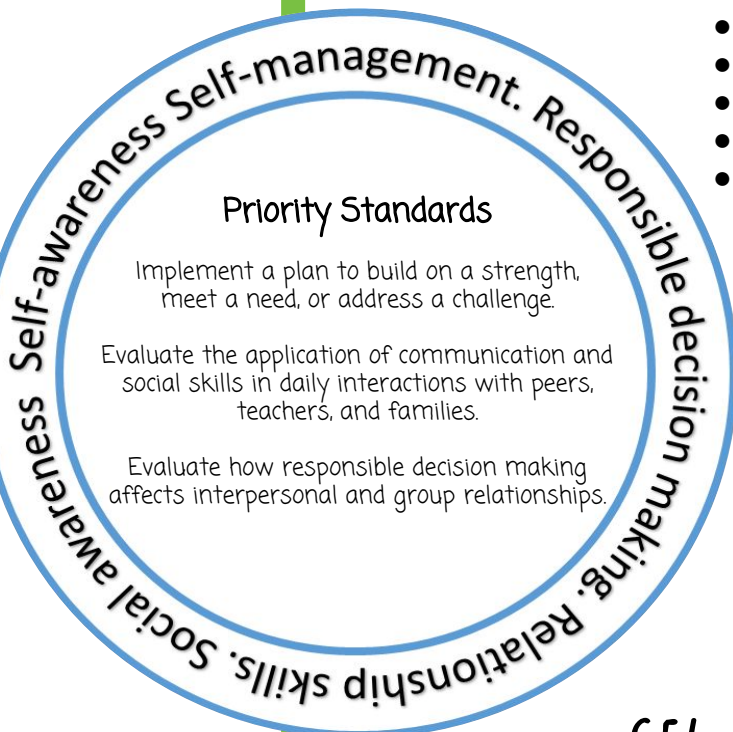 Self-awareness Self-management. Responsible decision making. Relationship skills. Social awareness
Priority Standards
Implement a plan to build on a strength,
meet a need, or address a challenge.
Evaluate the application of communication and
social skills in daily interactions with peers,
teachers, and families.
Evaluate how responsible decision making
affects interpersonal and group relationships.